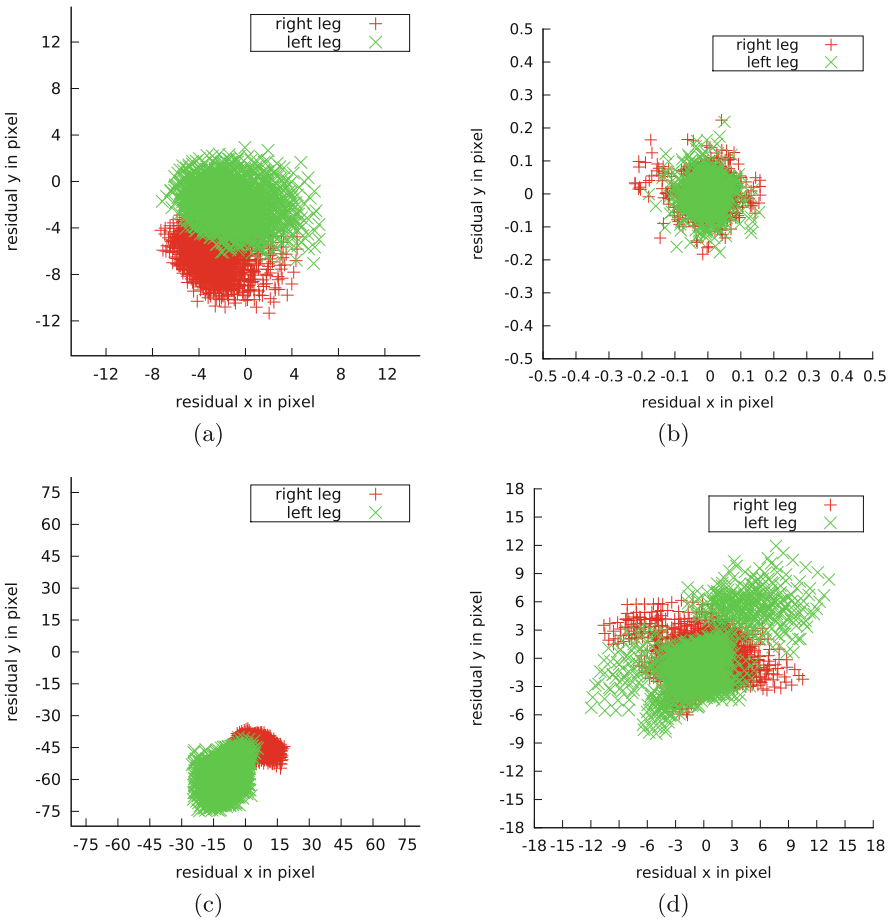 right leg
left leg
12
8
4
0
-4
-8
-12
-12 -8 -4 0 4 8 12
residual y in pixel
residual x in pixel
(a)
right leg
left leg
0.5
0.4
0.3
0.2
0.1
0
-0.1
-0.2
-0.3
-0.4
-0.5
-0.5 -0.4 -0.3 -0.2 -0.1 0 0.1 0.2 0.3 0.4 0.5
residual y in pixel
residual x in pixel
(b)
right leg
left leg
75
60
45
30
15
0
-15
-30
-45
-60
-75
-75 -60 -45 -30 -15 0 15 30 45 60 75
residual y in pixel
residual x in pixel
(c)
right leg
left leg
18
15
12
9
6
3
0
-3
-6
-9
-12
-15
-18
-18 -15 -12 -9 -6 -3 0 3 6 9 12 15 18
residual y in pixel
residual x in pixel
(d)